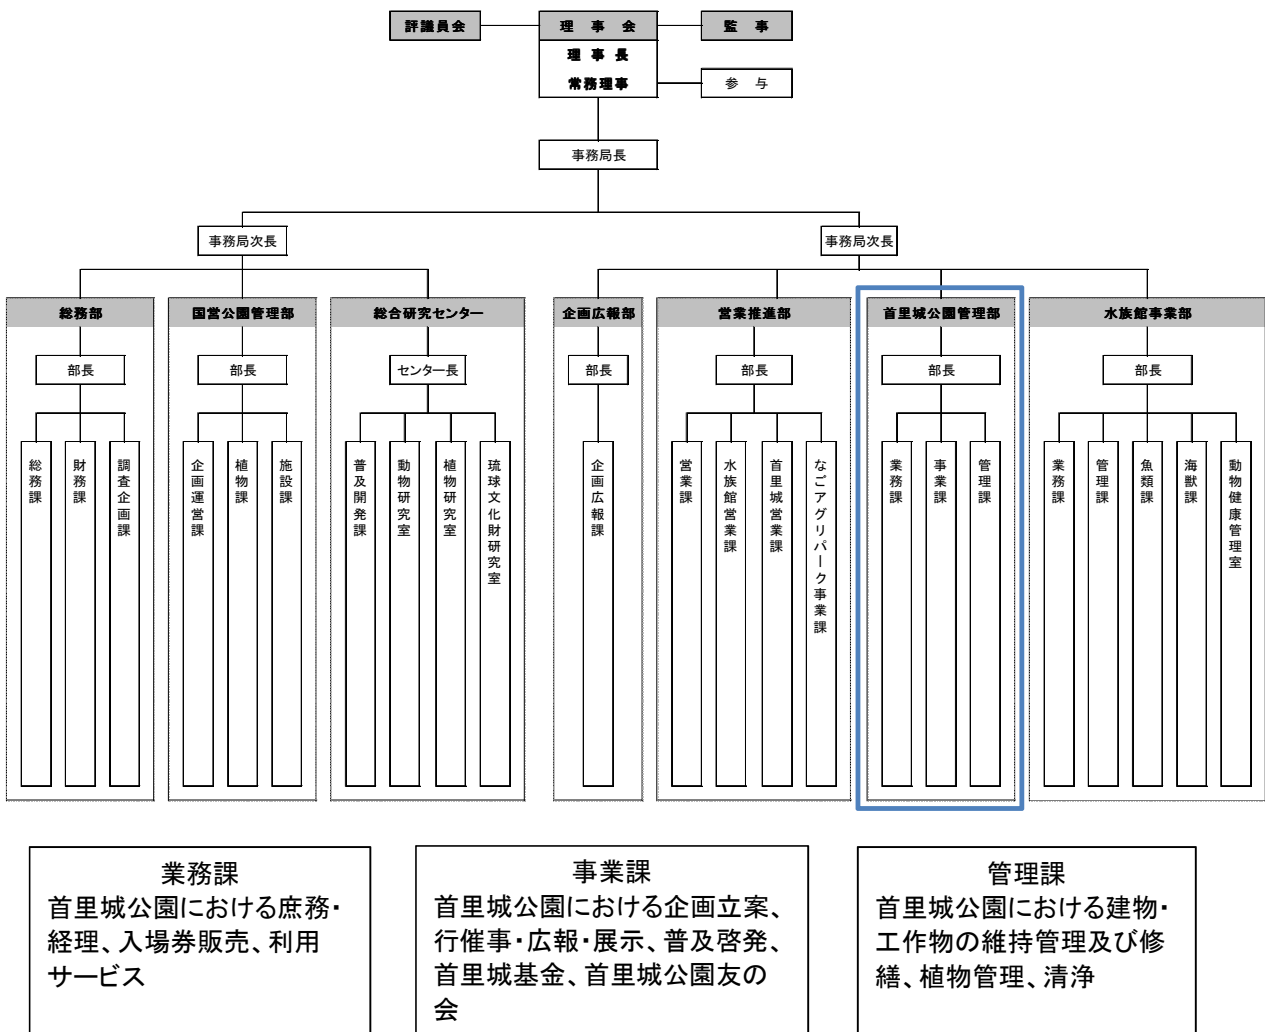 評議員会
理 事 会
監 事
理 事 長
常務理事
参 与
事務局長
事務局次長
事務局次長
総務部
国営公園管理部
総合研究センター
企画広報部
営業推進部
首里城公園管理部
水族館事業部
部長
部長
センター長
部長
部長
部長
部長
総務課
財務課
調査企画課
企画運営課
植物課
施設課
普及開発課
動物研究室
植物研究室
琉球文化財研究室
企画広報課
営業課
水族館営業課
首里城営業課
なごアグリパーク事業課
業務課
事業課
管理課
業務課
管理課
魚類課
海獣課
動物健康管理室
業務課
首里城公園における庶務・
経理、入場券販売、利用
サービス
事業課
首里城公園における企画立案、
行催事・広報・展示、普及啓発、
首里城基金、首里城公園友の
会
管理課
首里城公園における建物・
工作物の維持管理及び修
繕、植物管理、清浄